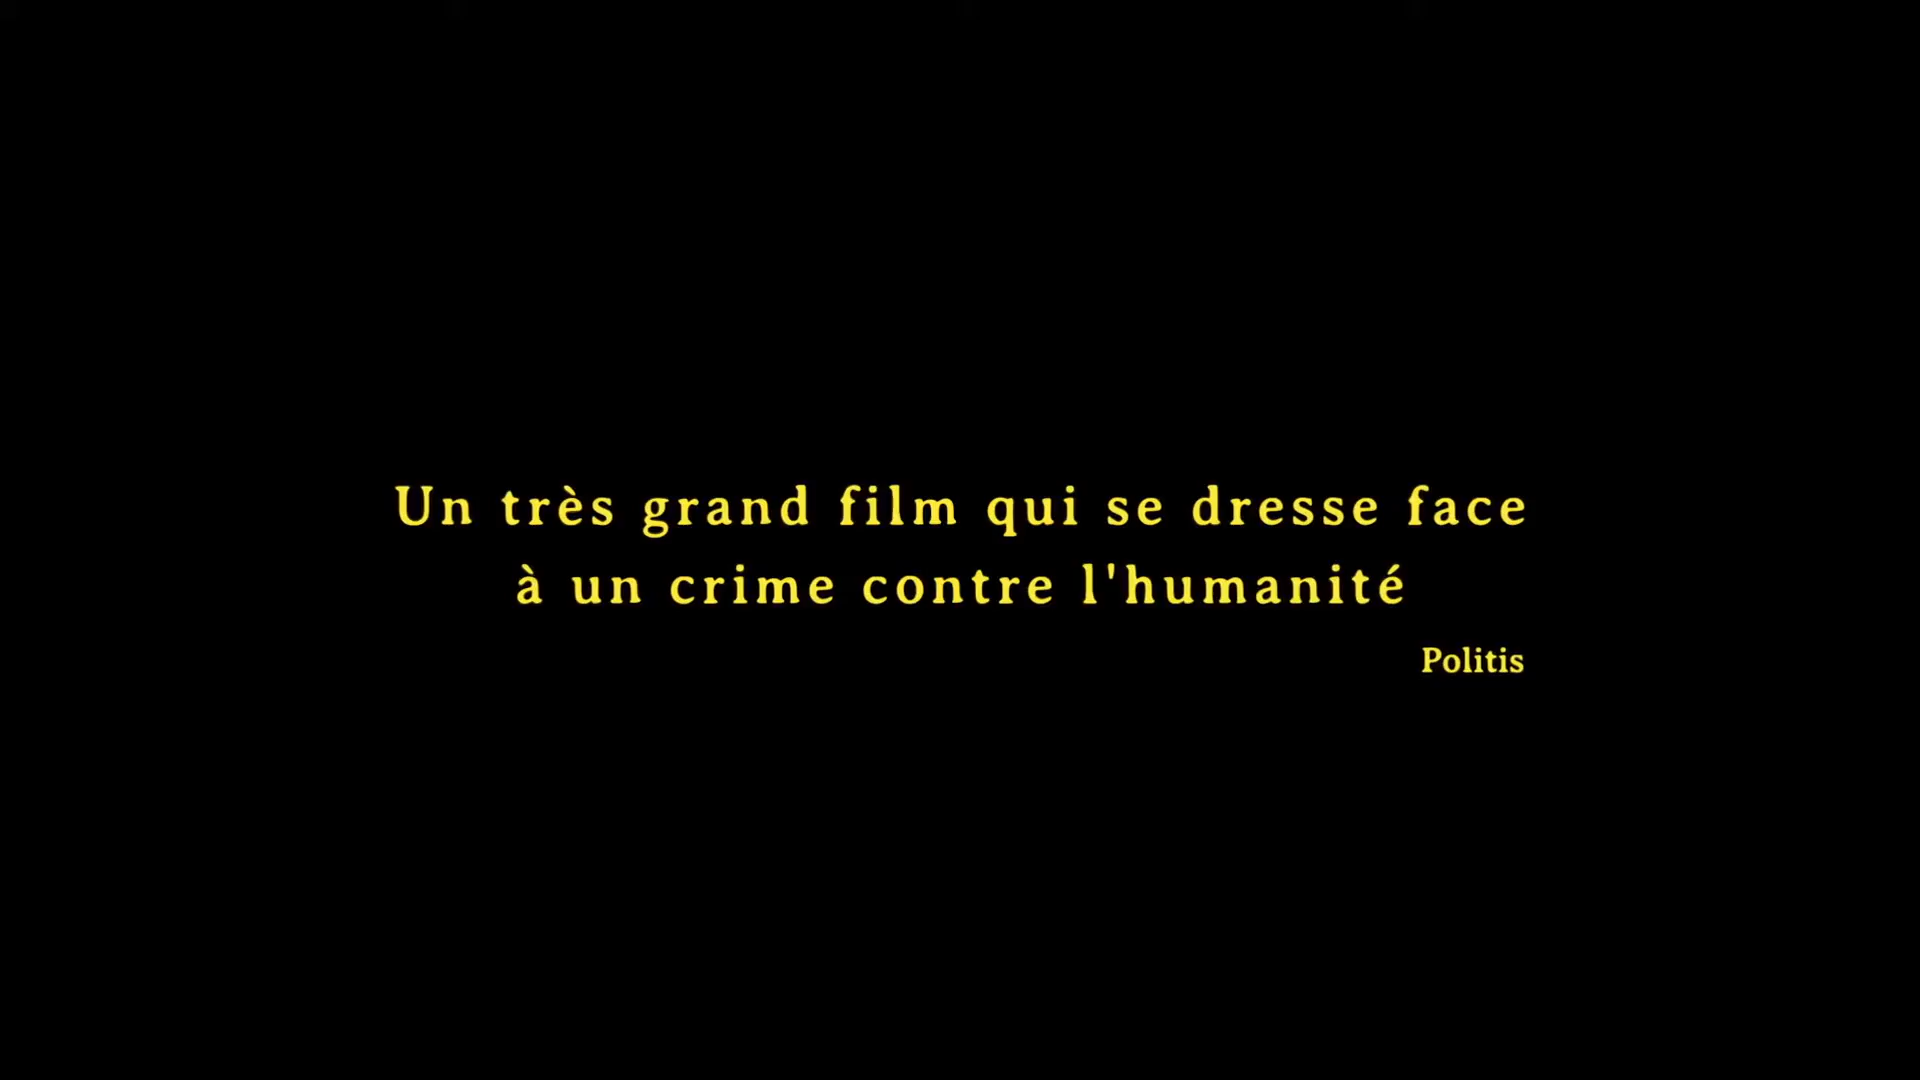 Un très grand film qui se dresse face
à un crime contre l'humanité
Politis